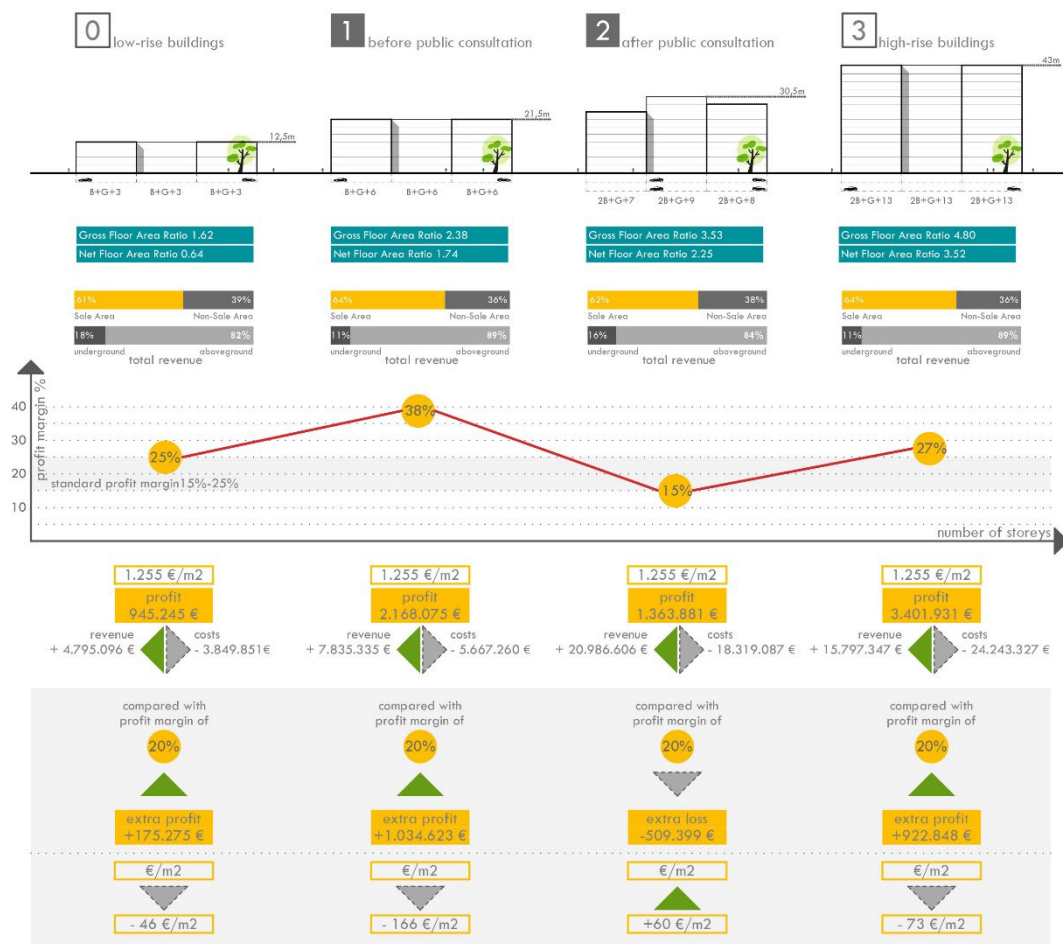 0 low-rise buildings
1 before public consultation
2 after public consultation
3 high-rise buildings
12,5m
21,5m
30,5m
43m
B+G+3 B+G+3 B+G+3
B+G+6 B+G+6 B+G+6
2B+G+7 2B+G+9 2B+G+8
2B+G+13 2B+G+13 2B+G+13
Gross Floor Area Ratio 1.62
Net Floor Area Ratio 0.64
Gross Floor Area Ratio 2.38
Net Floor Area Ratio 1.74
Gross Floor Area Ratio 3.53
Net Floor Area Ratio 2.25
Gross Floor Area Ratio 4.80
Net Floor Area Ratio 3.52
61% 39%
Sale Area Non-Sale Area
18% 82%
underground aboveground
total revenue
64% 36%
Sale Area Non-Sale Area
11% 89%
underground aboveground
total revenue
62% 38%
Sale Area Non-Sale Area
16% 84%
underground aboveground
total revenue
64% 36%
Sale Area Non-Sale Area
11% 89%
underground aboveground
total revenue
profit margin %
40
30
20
10
25%
38%
15%
27%
standard profit margin15%-25%
number of storeys
1.255 €/m2
profit
945.245 €
revenue costs
+ 4.795.096 € - 3.849.851€
1.255 €/m2
profit
2.168.075 €
revenue costs
+ 7.835.335 € - 5.667.260 €
1.255 €/m2
profit
1.363.881 €
revenue costs
+ 20.986.606 € - 18.319.087 €
1.255 €/m2
profit
3.401.931 €
revenue costs
+ 15.797.347 € - 24.243.327 €
compared with
profit margin of
20%
extra profit
+175.275 €
€/m2
- 46 €/m2
compared with
profit margin of
20%
extra profit
+1.034.623 €
€/m2
- 166 €/m2
compared with
profit margin of
20%
extra loss
-509.399 €
€/m2
+60 €/m2
compared with
profit margin of
20%
extra profit
+922.848 €
€/m2
- 73 €/m2